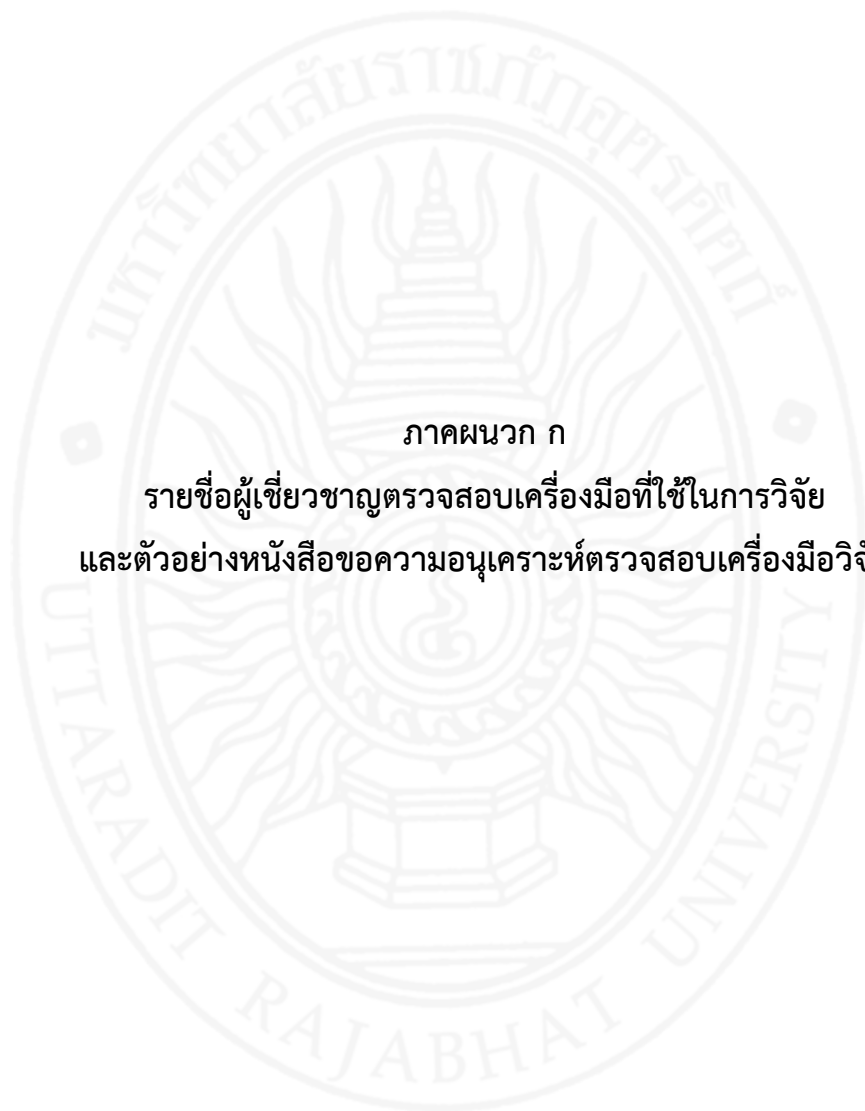 มหาวิทยาลัยราชภัฏอุตรดิตถ์
ภาคผนวก ก
รายชื่อผู้เชี่ยวชาญตรวจสอบเครื่องมือที่ใช้ในการวิจัย
และตัวอย่างหนังสือขอความอนุเคราะห์ตรวจสอบเครื่องมือวิจั
UTTARADIT RAJABHAT UNIVERSITY